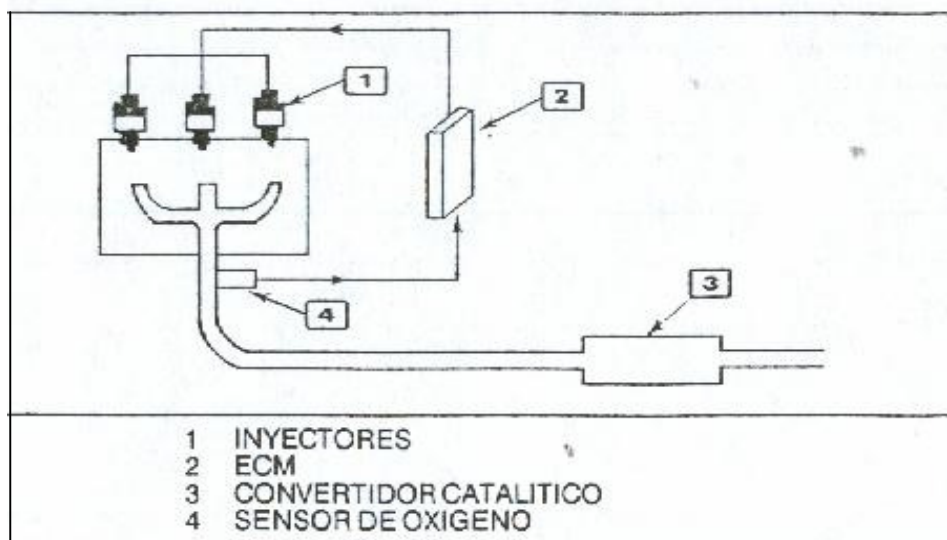 1
2
3
4
1 INYECTORES
2 ECM
3 CONVERTIDOR CATALITICO
4 SENSOR DE OXIGENO